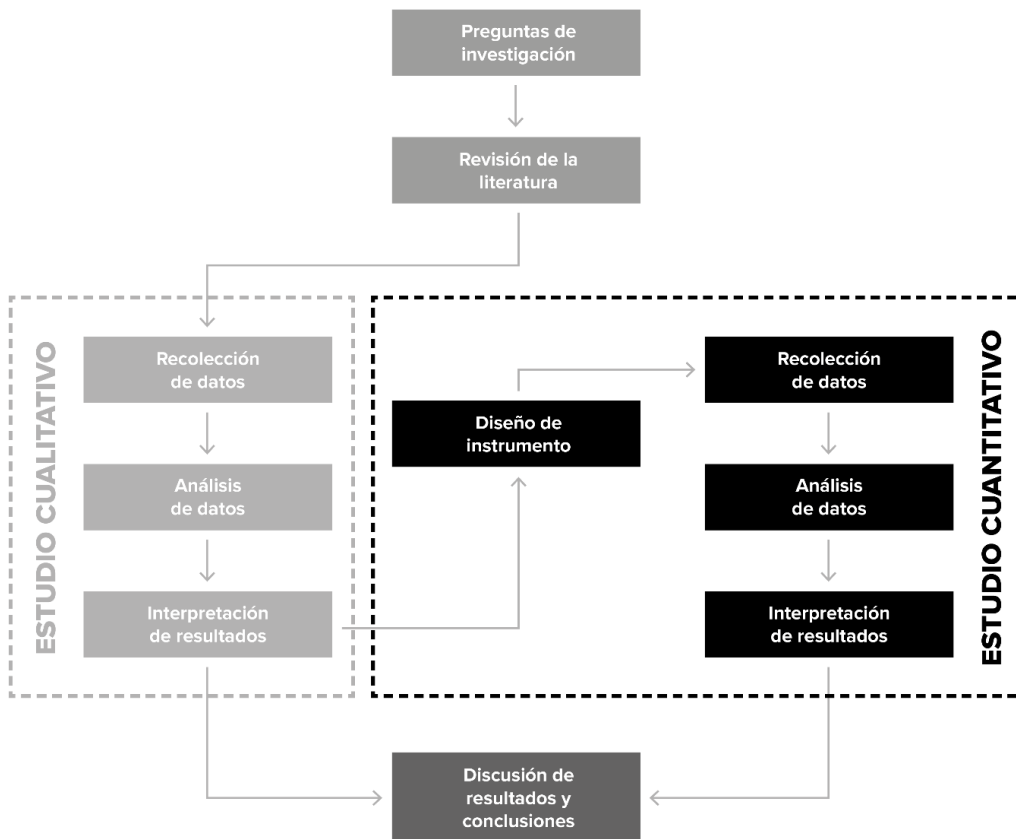 Preguntas de
investigación
Revisión de la
literatura
ESTUDIO CUALITATIVO
Recolección
de datos
Análisis
de datos
Interpretación
de resultados
Diseño de
instrumento
Recolección
de datos
Análisis
de datos
Interpretación
de resultados
ESTUDIO CUANTITATIVO
Discusión de
resultados y
conclusiones